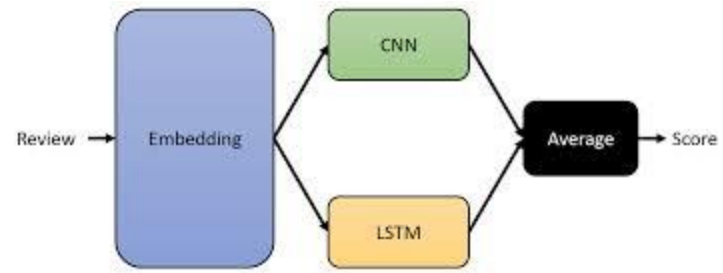 Review
Embedding
CNN
LSTM
Average
Score